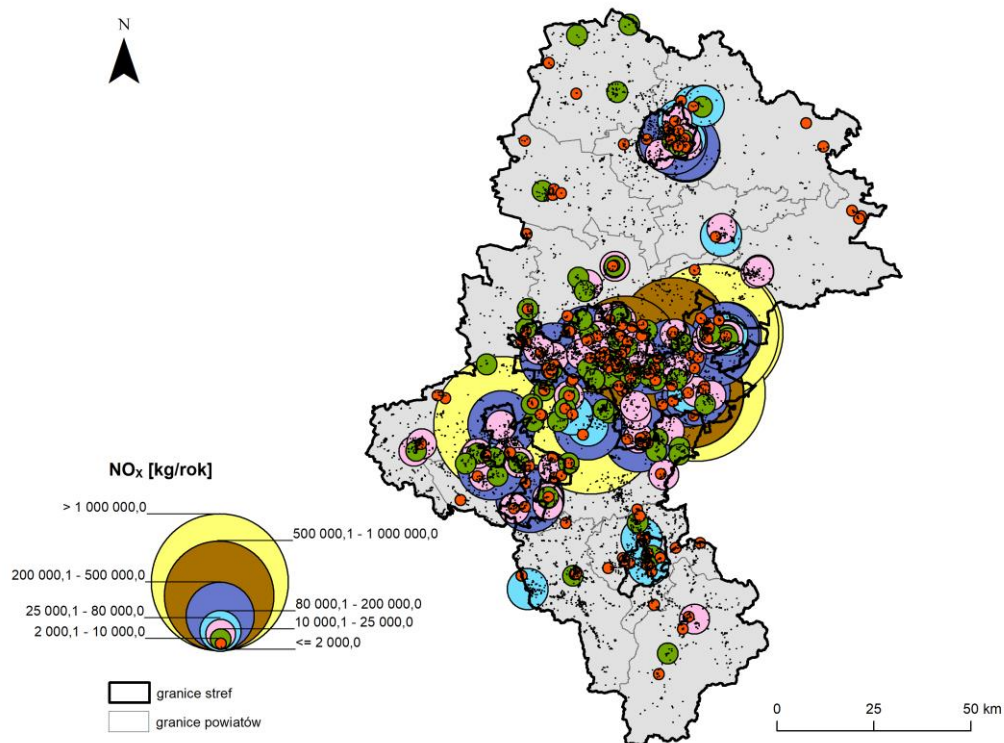 N
NOx [kg/rok]
> 1 000 000,0
500 000,1 - 1 000 000,0
200 000,1 - 500 000,0
80 000,1 - 200 000,0
25 000,1 - 80 000,0
10 000,1 - 25 000,0
2 000,1 - 10 000,0
<= 2 000,0
granice stref
granice powiatów
0 25 50 km